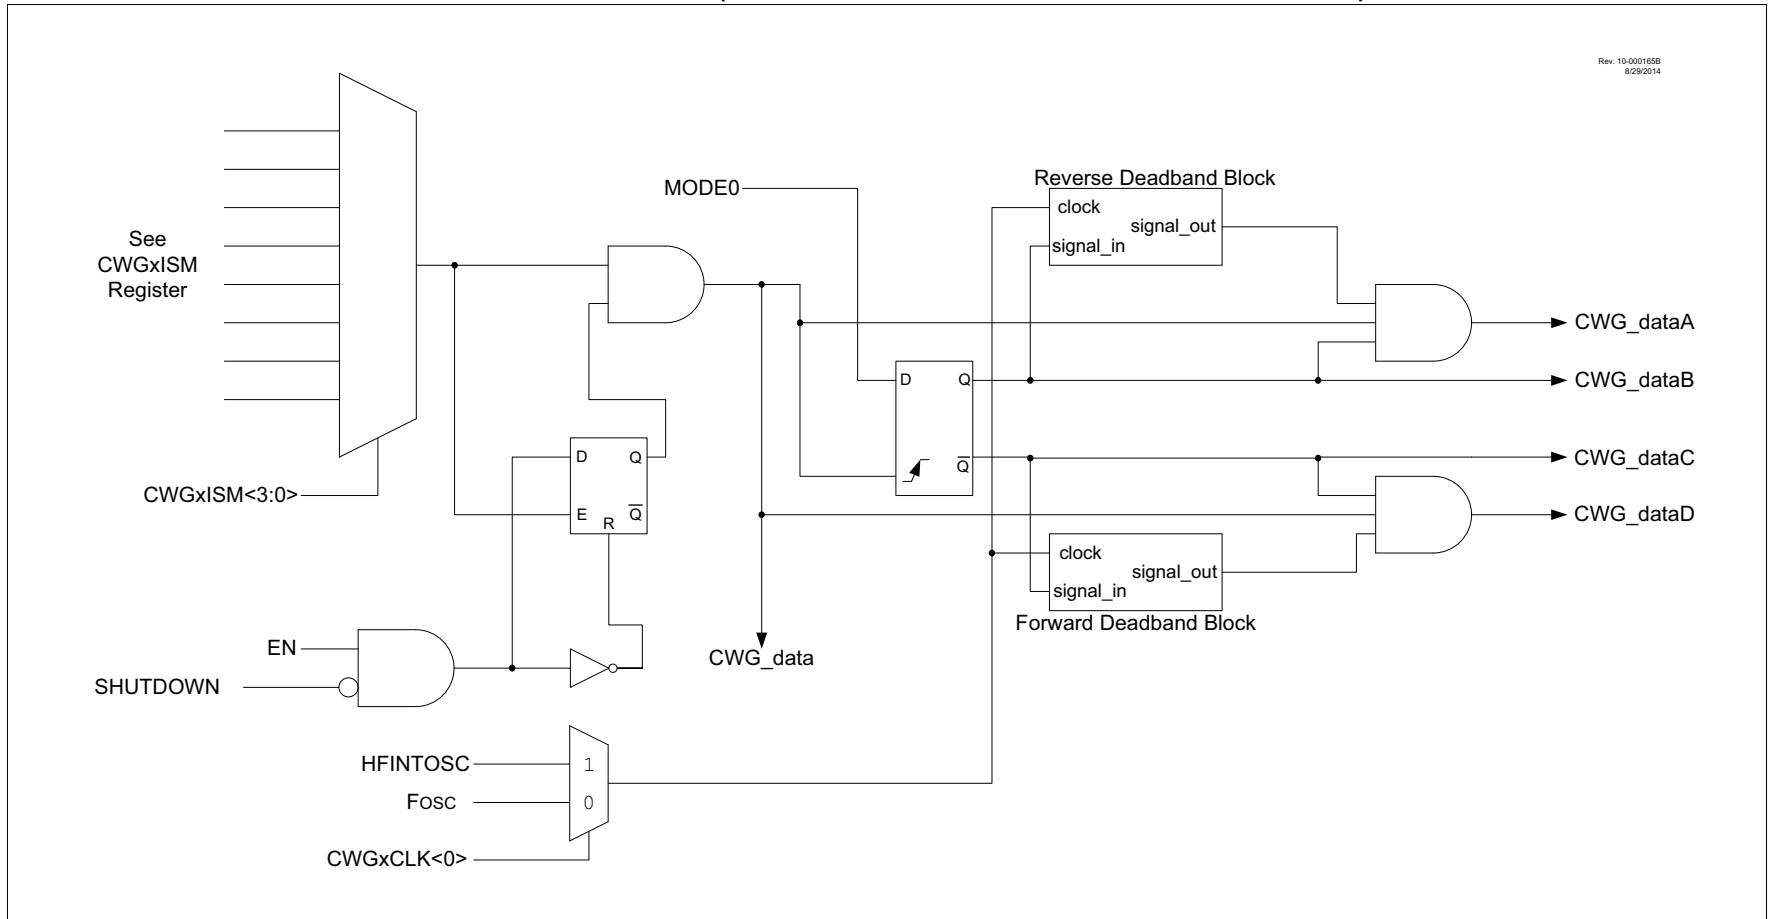 Rev. 10-000165B
8/29/2014
MODE0
Reverse Deadband Block
clock
signal_out
signal_in
See
CWGxISM
Register
CWG_dataA
D
Q
CWG_dataB
Q
CWG_dataC
CWGxISM<3:0>
D
Q
E
R
Q
CWG_dataD
clock
signal_out
signal_in
Forward Deadband Block
EN
CWG_data
SHUTDOWN
HFINTOSC
1
FOSC
0
CWGxCLK<0>